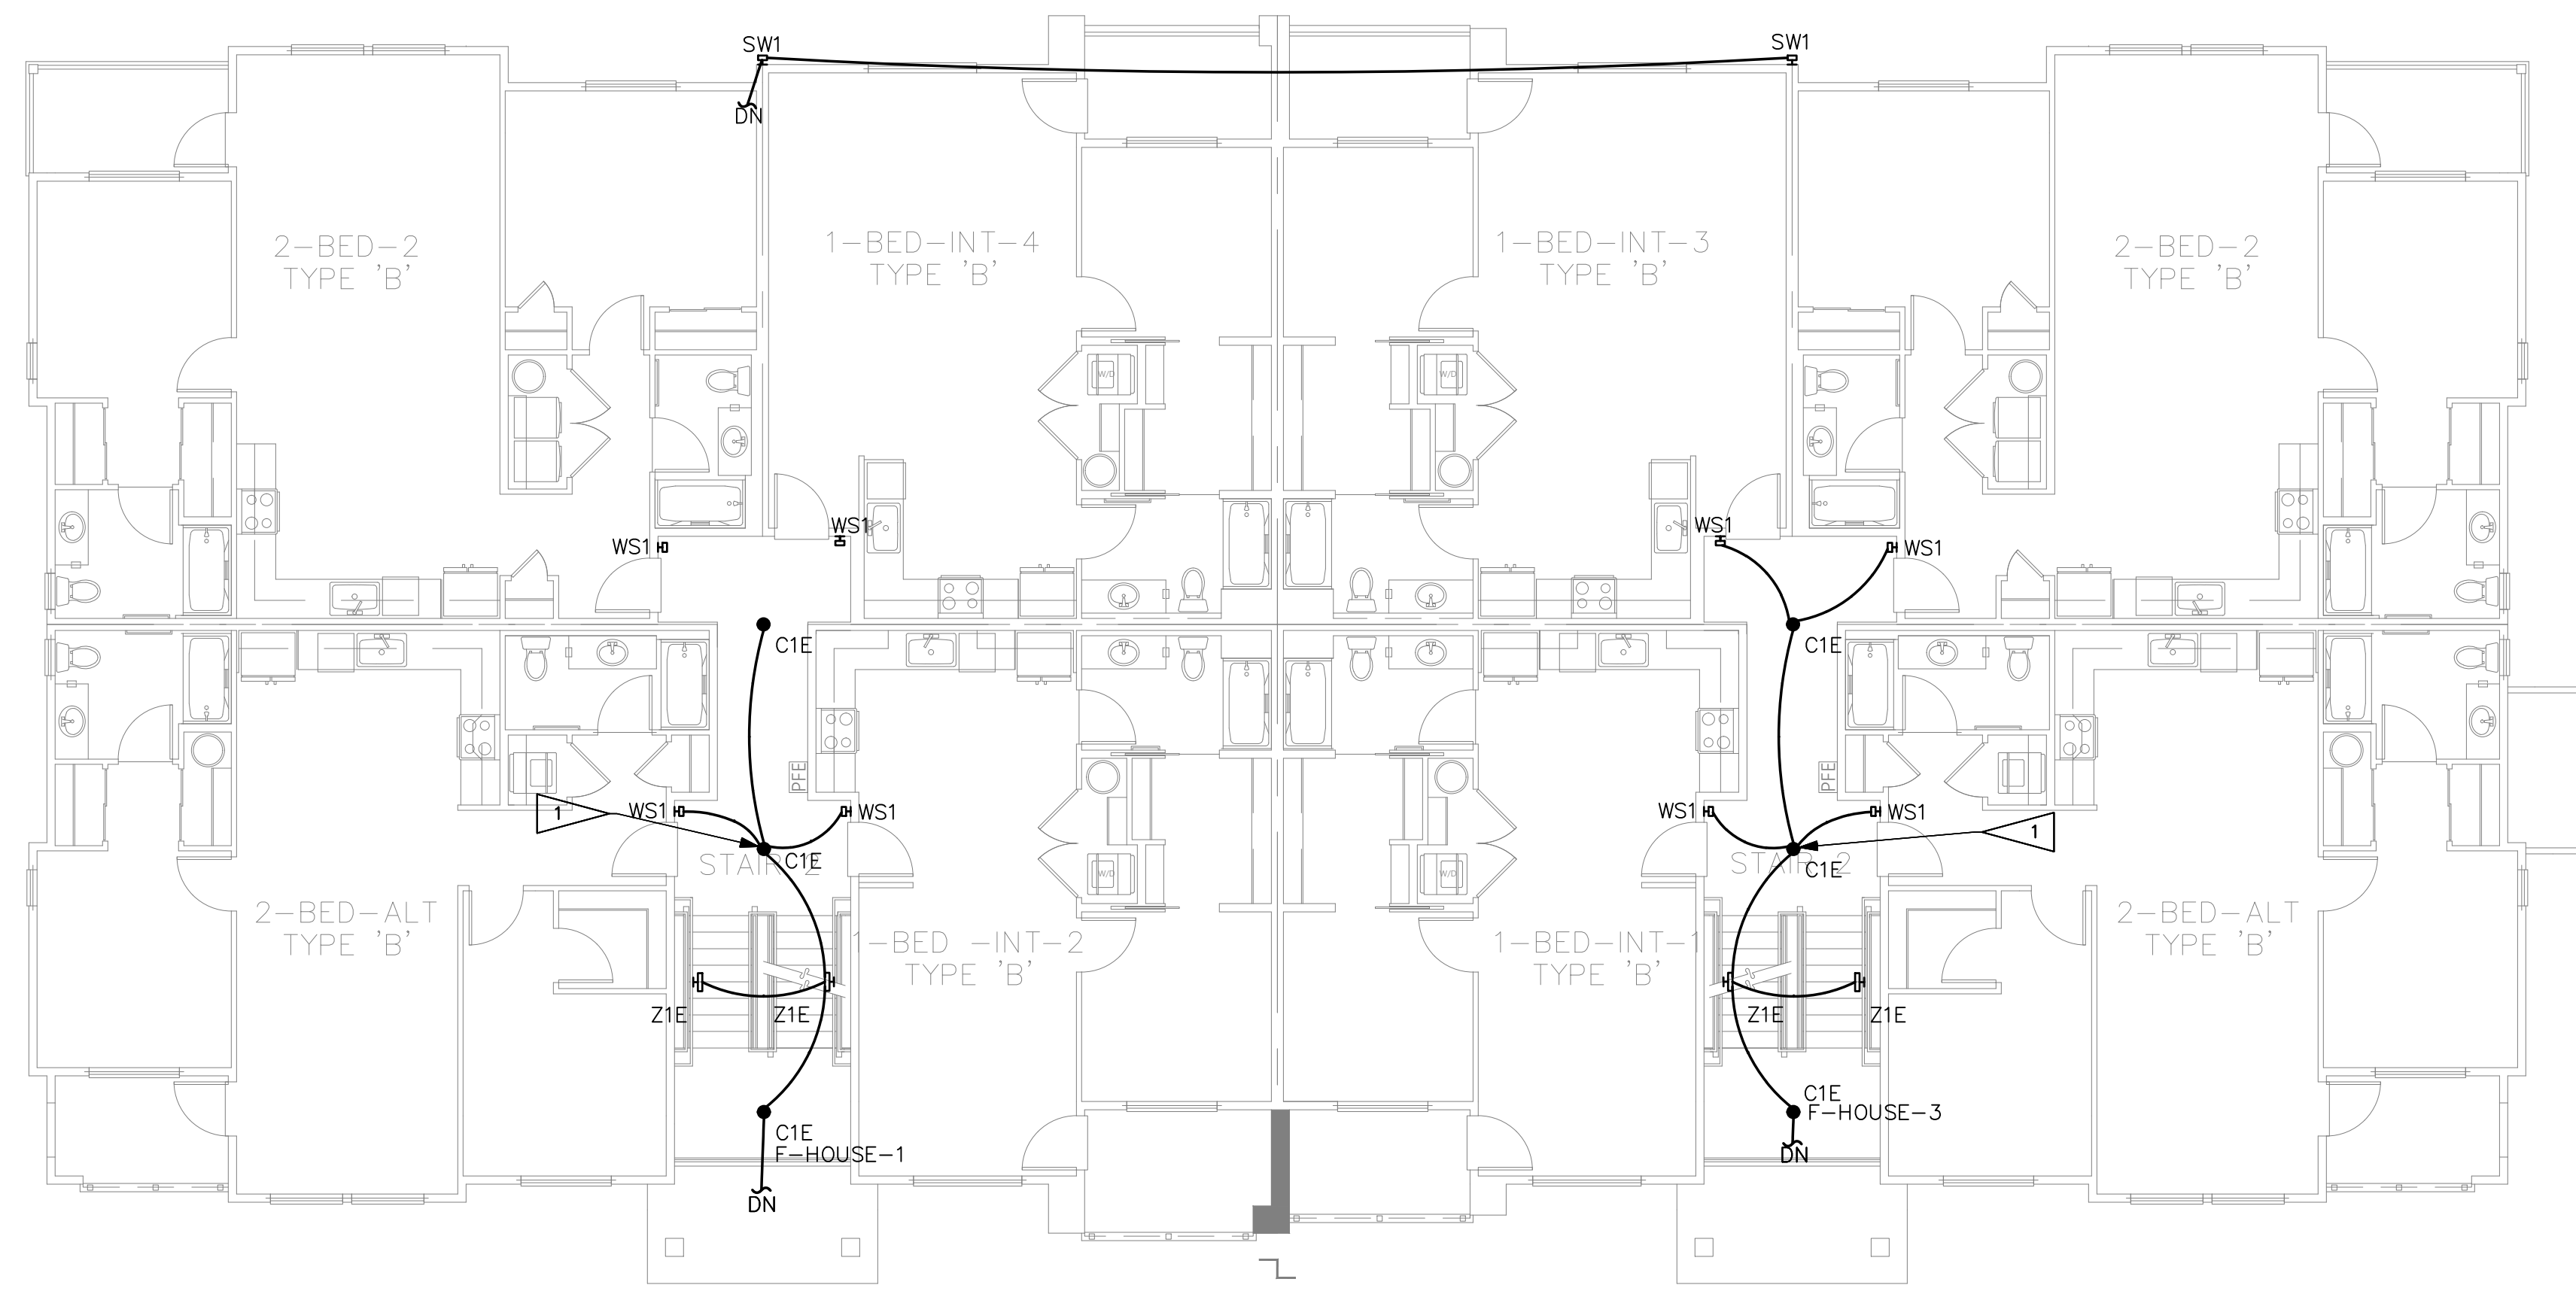 SW1
SW1
DN
2-BED-2
TYPE 'B'
1-BED-INT-4
TYPE 'B'
1-BED-INT-3
TYPE 'B'
2-BED-2
TYPE 'B'
W/D
W/D
WS1
WS1
WS1
WS1
C1E
C1E
PFE
PFE
WS1
WS1
WS1
WS1
1
1
STAIR 2
C1E
STAIR 2
C1E
W/D
W/D
2-BED-ALT
TYPE 'B'
1-BED -INT-2
TYPE 'B'
1-BED-INT-1
TYPE 'B'
2-BED-ALT
TYPE 'B'
Z1E
Z1E
Z1E
Z1E
C1E
F-HOUSE-1
C1E
F-HOUSE-3
DN
DN